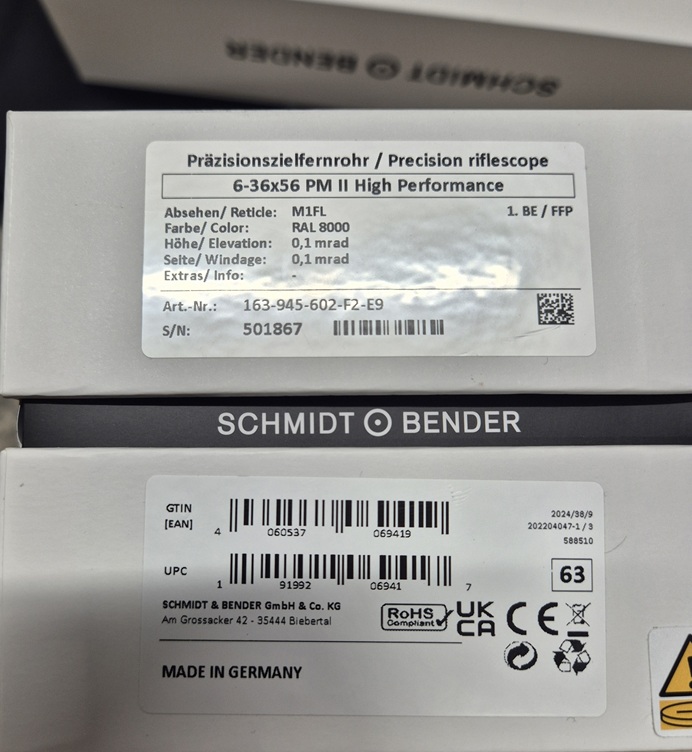 SCHMIDT BENDER
Präzisionszielfernrohr / Precision riflescope
6-36x56 PM II High Performance
Absehen/ Reticle: M1FL 1. BE / FFP
Farbe/ Color: RAL 8000
Höhe/ Elevation: 0,1 mrad
Seite/ Windage: 0,1 mrad
Extras/ Info: -
Art.-Nr.: 163-945-602-F2-E9
S/N: 501867
SCHMIDT BENDER
GTIN
[EAN]
4 060537 069419
2024/38/9
202204047-1 / 3
588510
UPC
1 91992 06941 7
63
SCHMIDT & BENDER GmbH & Co. KG
Am Grossacker 42 - 35444 Biebertal
RoHS
Compliant
UK
CA
CE
MADE IN GERMANY